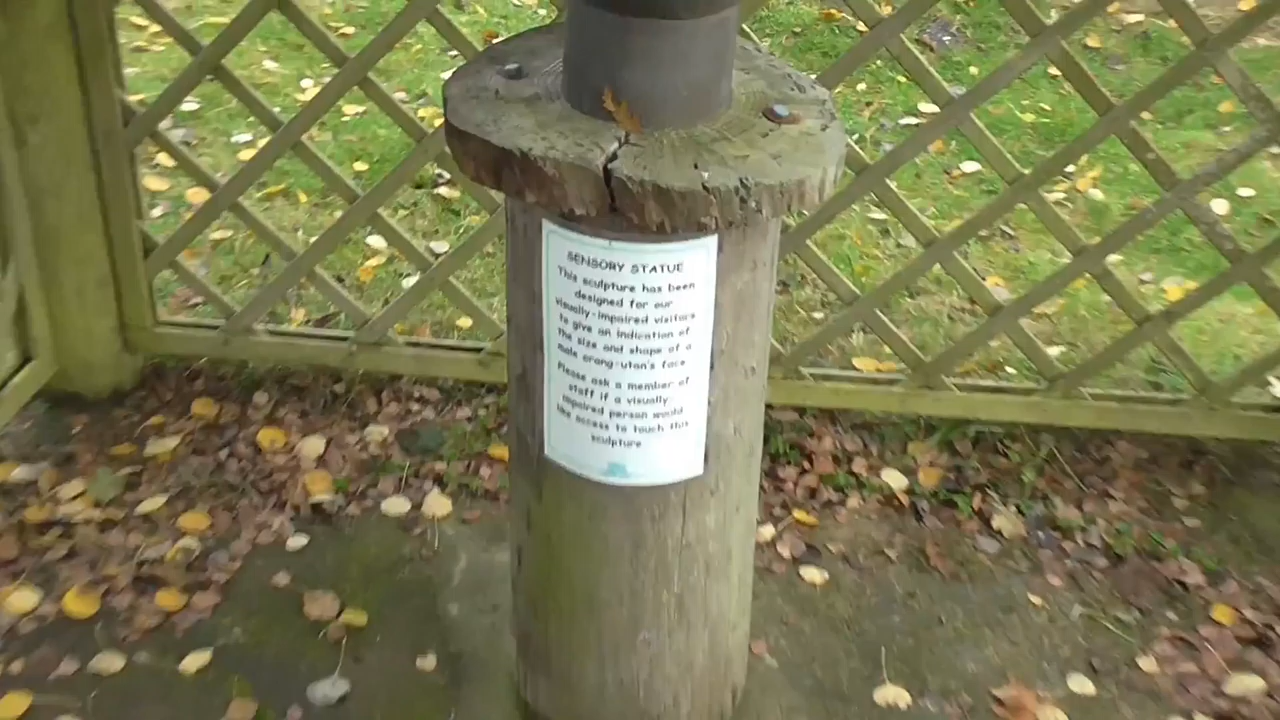 SENSORY STATUE
This sculpture has been
designed for our
visually-impaired visitors
to give an indication of
the size and shape of a
male orang-utan's face
Please ask a member of
staff if a visually-
impaired person would
like access to touch this
sculpture